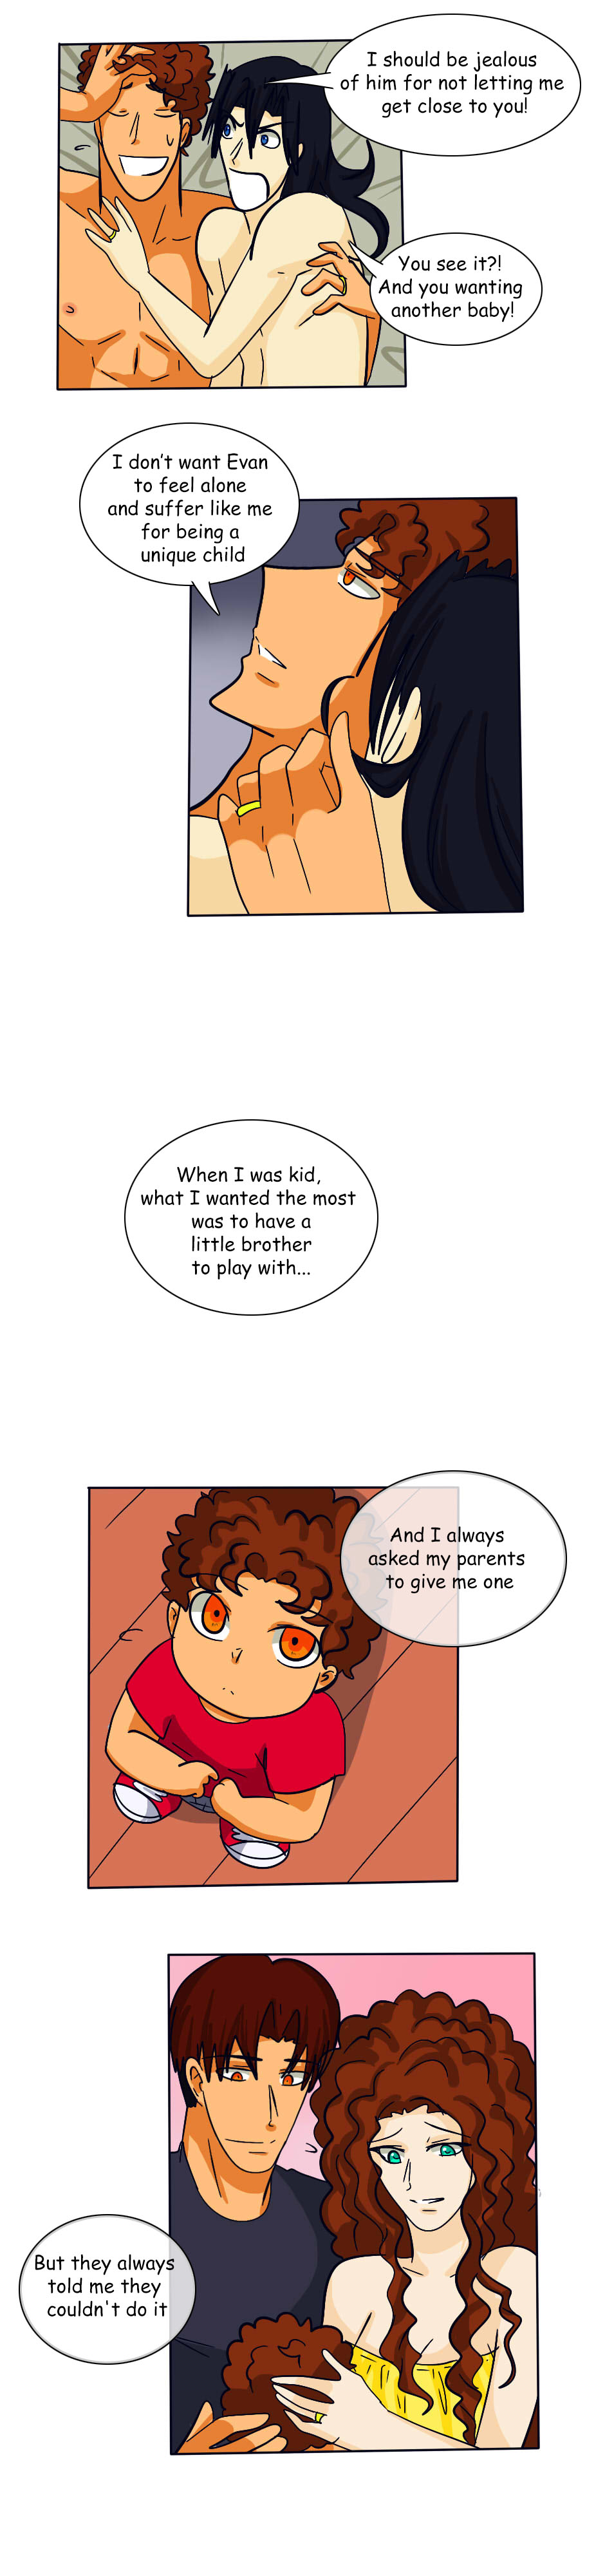 I should be jealous
of him for not letting me
get close to you!
You see it?!
And you wanting
another baby!
I don't want Evan
to feel alone
and suffer like me
for being a
unique child
When I was kid,
what I wanted the most
was to have a
little brother
to play with...
And I always
asked my parents
to give me one
But they always
told me they
couldn't do it